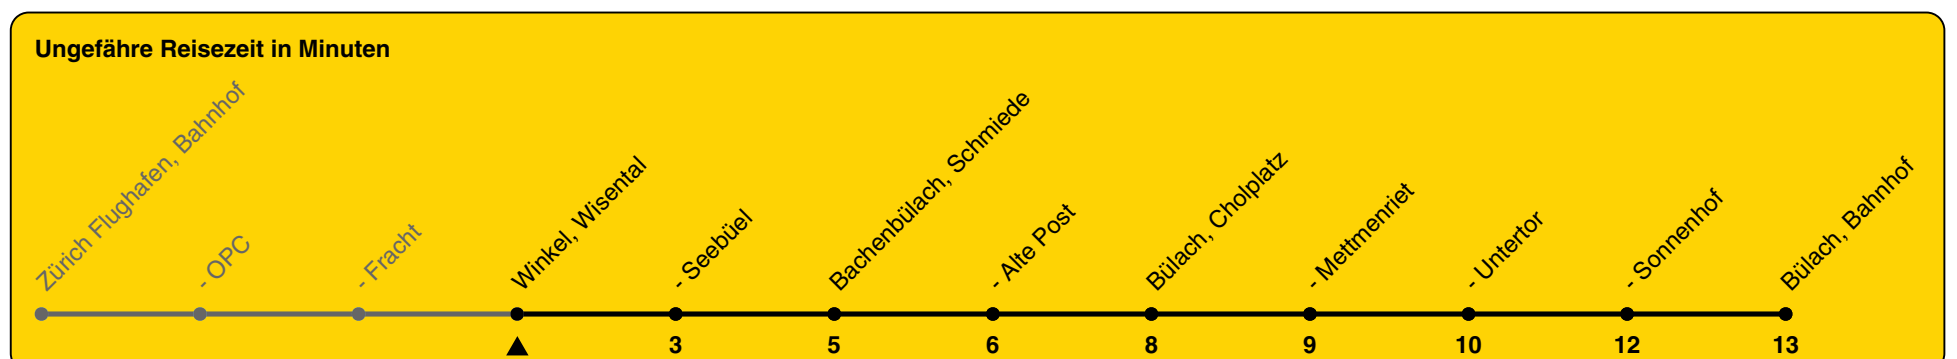 Ungefähre Reisezeit in Minuten
Zürich Flughafen, Bahnhof
- OPC
- Fracht
Winkel, Wisental
- Seebüel
Bachenbülach, Schmiede
- Alte Post
Bülach, Cholplatz
- Mettmenriet
- Untertor
- Sonnenhof
Bülach, Bahnhof
3 5 6 8 9 10 12 13